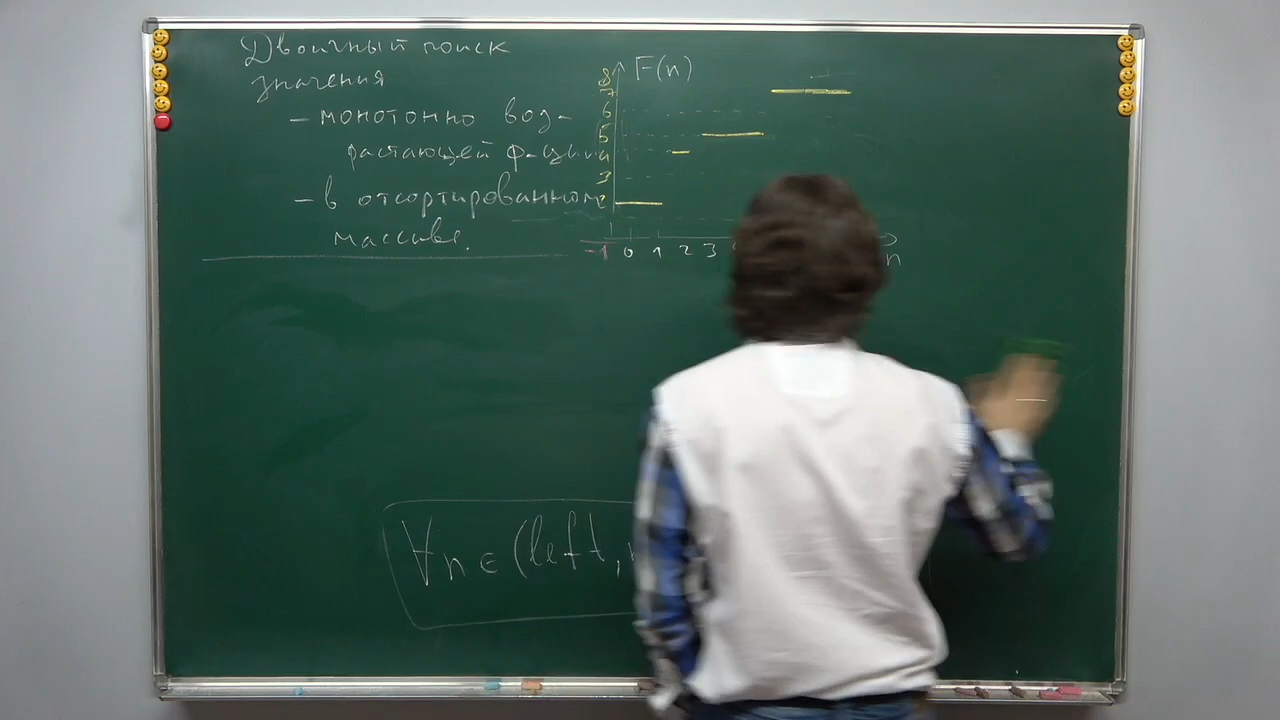 Двоичный поиск
значения
- монотонно воз-
растающей ф-ции
- в отсортированном
массиве.
F(n)
8
7
6
5
4
3
2
-1 0 1 2 3
n
∀n ∈ (left,